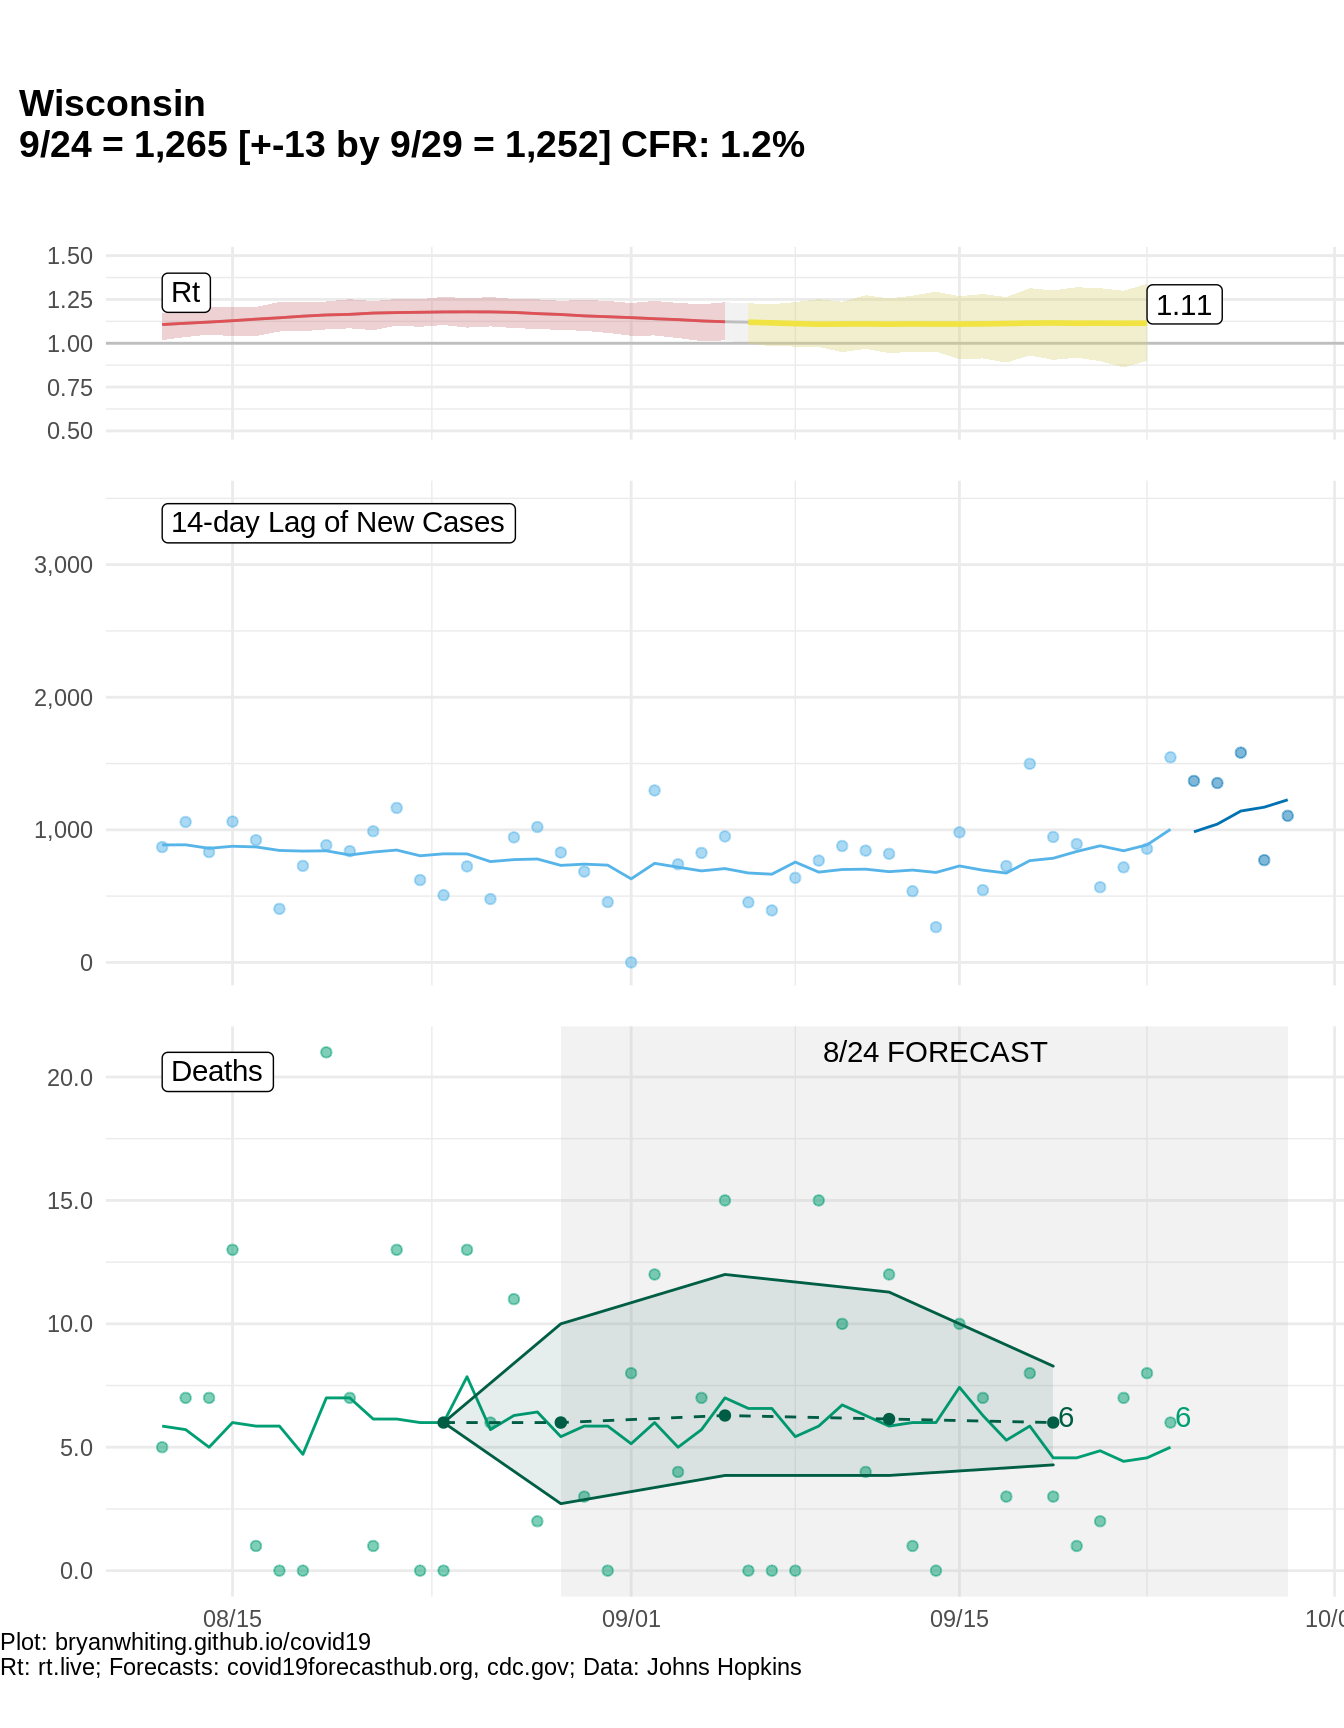 Wisconsin
9/24 = 1,265 [+-13 by 9/29 = 1,252] CFR: 1.2%
1.50
Rt
1.25
1.11
1.00
0.75
0.50
14-day Lag of New Cases
3,000
2,000
1,000
0
8/24 FORECAST
Deaths
20.0
15.0
10.0
6
6
5.0
0.0
08/15
09/01
09/15
10/0
Plot: bryanwhiting.github.io/covid19
Rt: rt.live; Forecasts: covid19forecasthub.org, cdc.gov; Data: Johns Hopkins